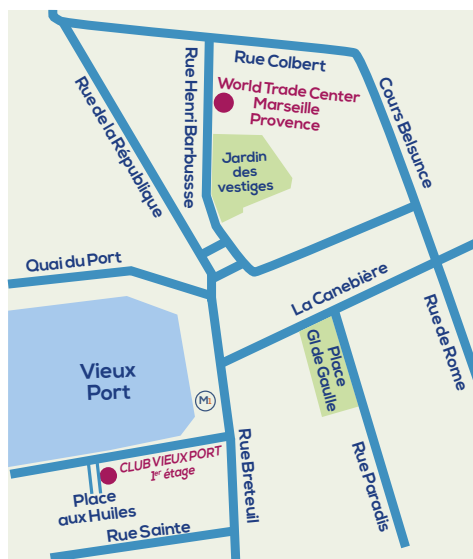 Rue Colbert
World Trade Center
Marseille
Provence
Rue Henri Barbussse
Rue de la République
Cours Belsunce
Jardin
des
vestiges
Quai du Port
La Canebière
Rue de Rome
Place
Gl de Gaulle
Vieux
Port
M1
Rue Breteuil
Rue Paradis
CLUB VIEUX PORT
1er étage
Place
aux Huiles
Rue Sainte